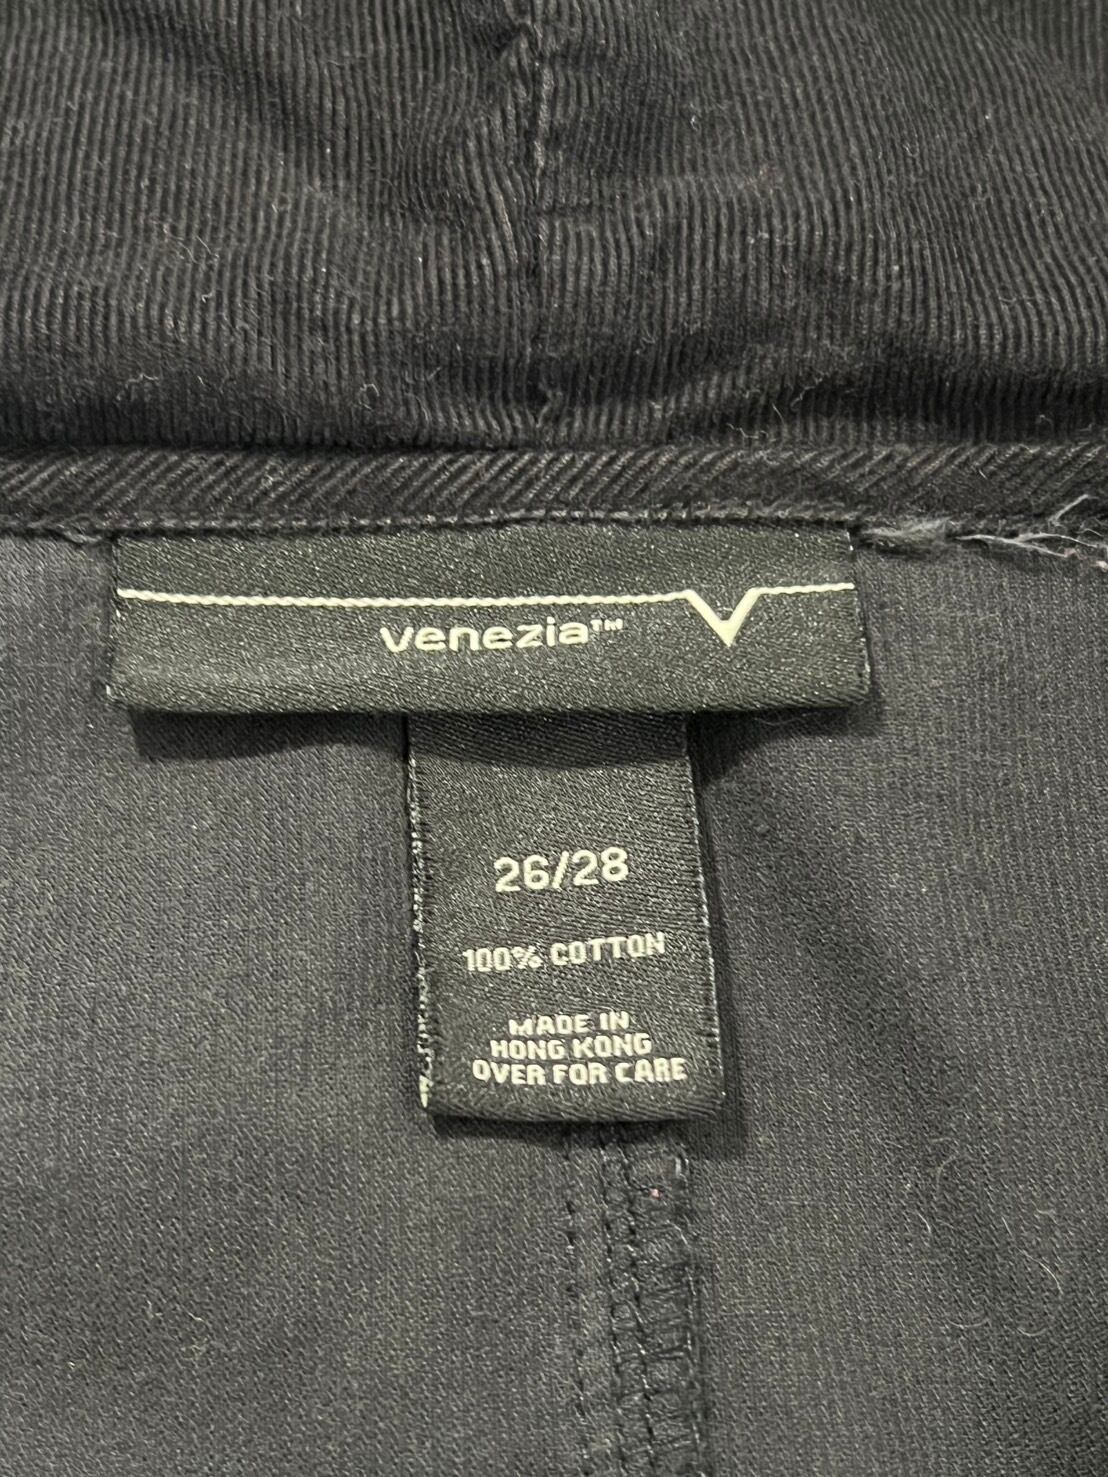 venezia™
26/28
100% COTTON
MADE IN
HONG KONG
OVER FOR CARE